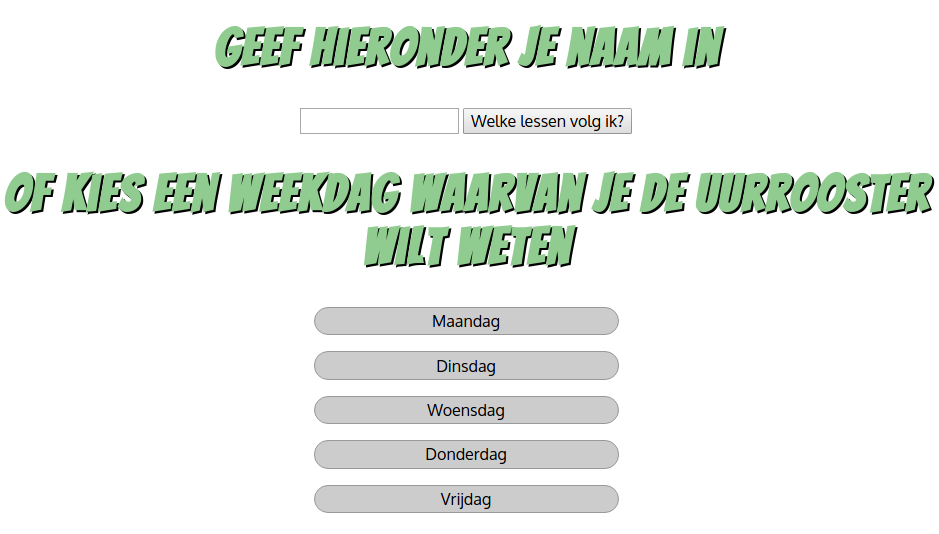 GEEF HIERONDER JE NAAM IN
Welke lessen volg ik?
OF KIES EEN WEEKDAG WAARVAN JE DE UURROOSTER
WILT WETEN
Maandag
Dinsdag
Woensdag
Donderdag
Vrijdag